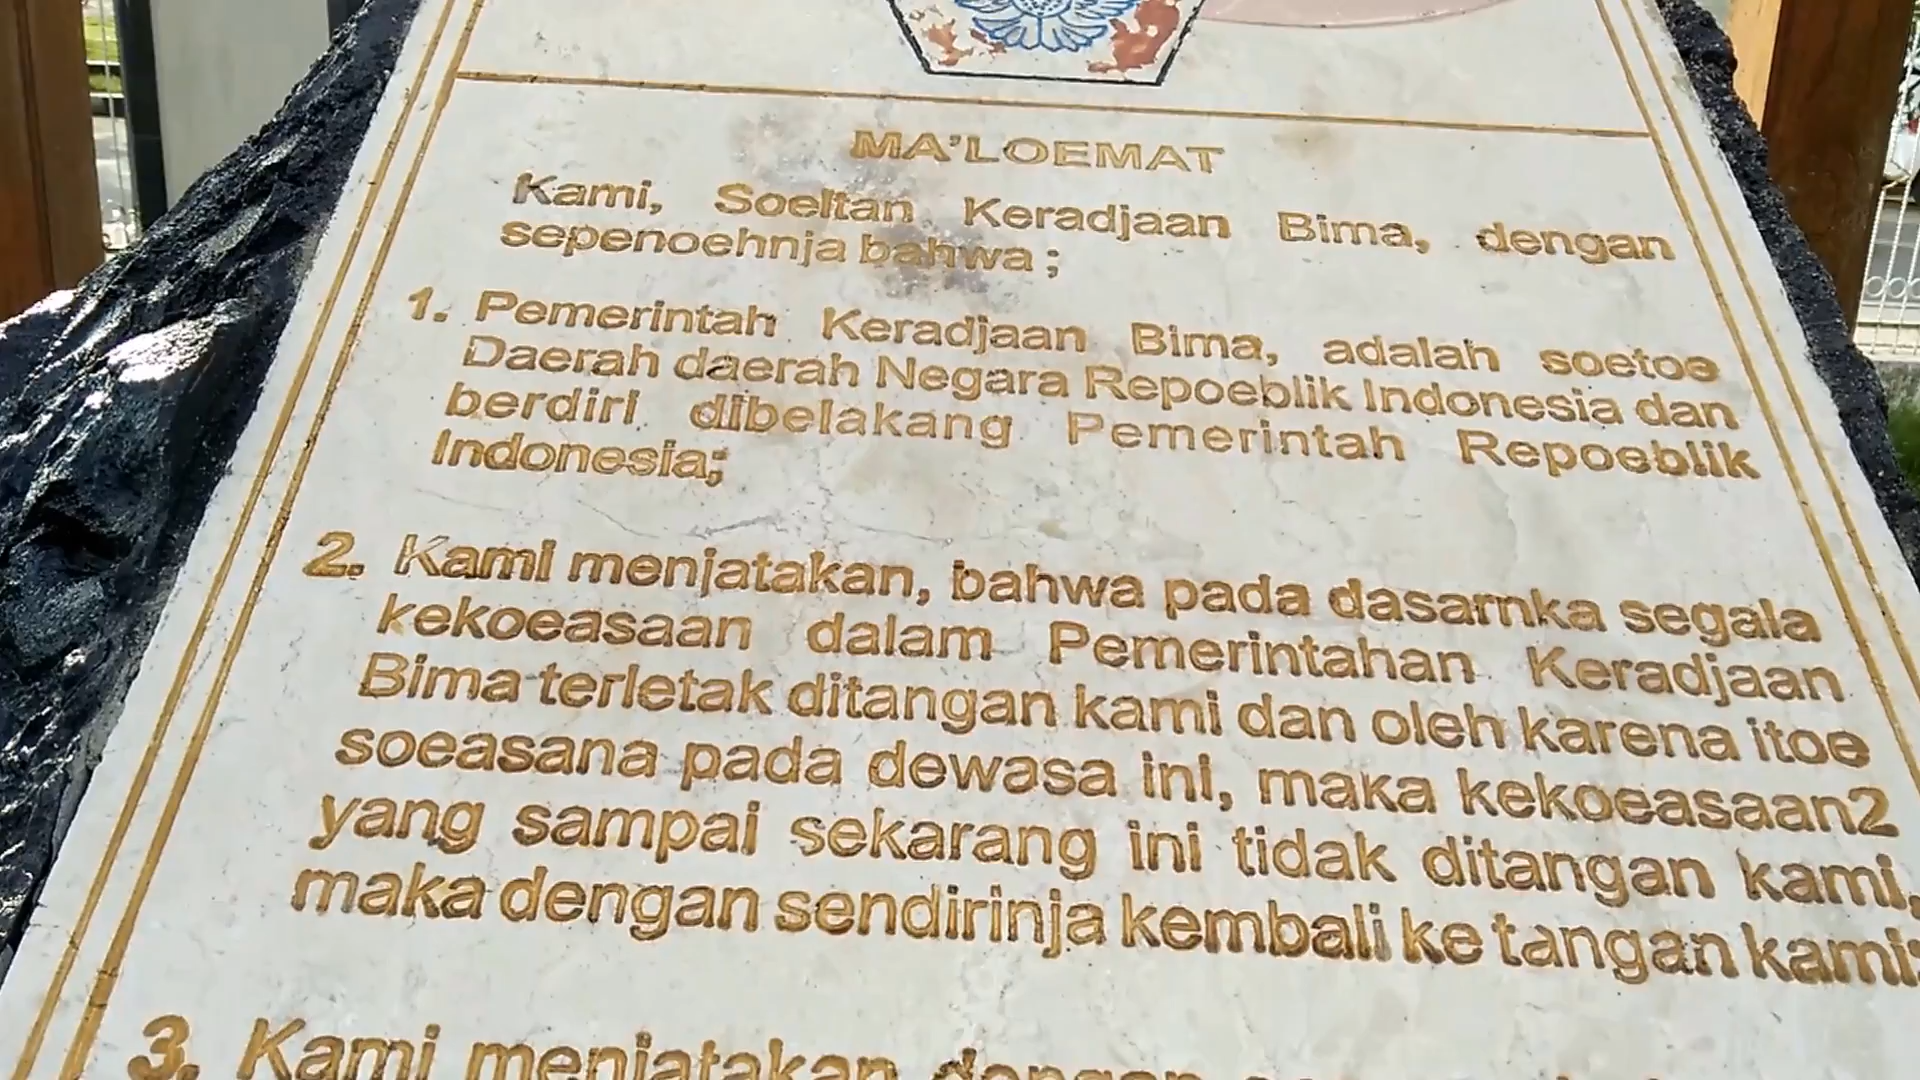 MA'LOEMAT
Kami, Soeltan Keradjaan Bima, dengan
sepenoehnja bahwa ;
1. Pemerintah Keradjaan Bima, adalah soetoe
Daerah daerah Negara Repoeblik Indonesia dan
berdiri dibelakang Pemerintah Repoeblik
Indonesia;
2. Kami menjatakan, bahwa pada dasarnka segala
kekoeasaan dalam Pemerintahan Keradjaan
Bima terletak ditangan kami dan oleh karena itoe
soeasana pada dewasa ini, maka kekoeasaan2
yang sampai sekarang ini tidak ditangan kami,
maka dengan sendirinja kembali ke tangan kami;
3. Kami menjatakan dengan